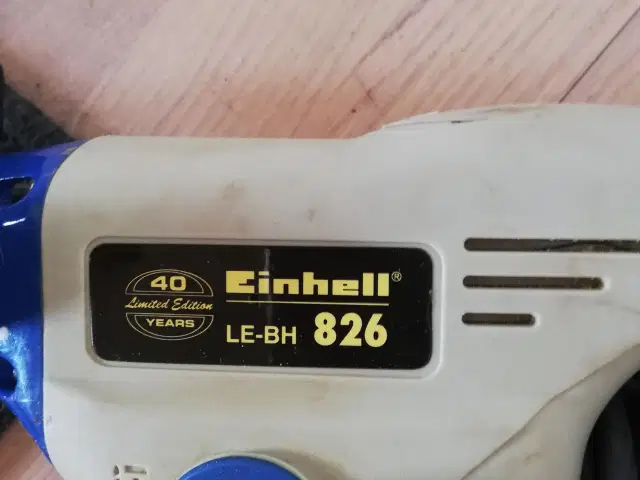 40
Limited Edition
YEARS
Einhell®
LE-BH 826